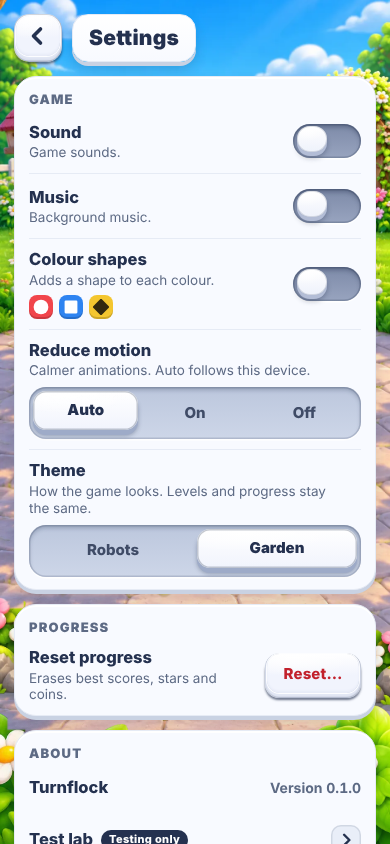 Settings
GAME
Sound
Game sounds.
Music
Background music.
Colour shapes
Adds a shape to each colour.
Reduce motion
Calmer animations. Auto follows this device.
Auto On Off
Theme
How the game looks. Levels and progress stay
the same.
Robots Garden
PROGRESS
Reset progress
Erases best scores, stars and
coins.
Reset...
ABOUT
Turnflock Version 0.1.0
Test lab Testing only